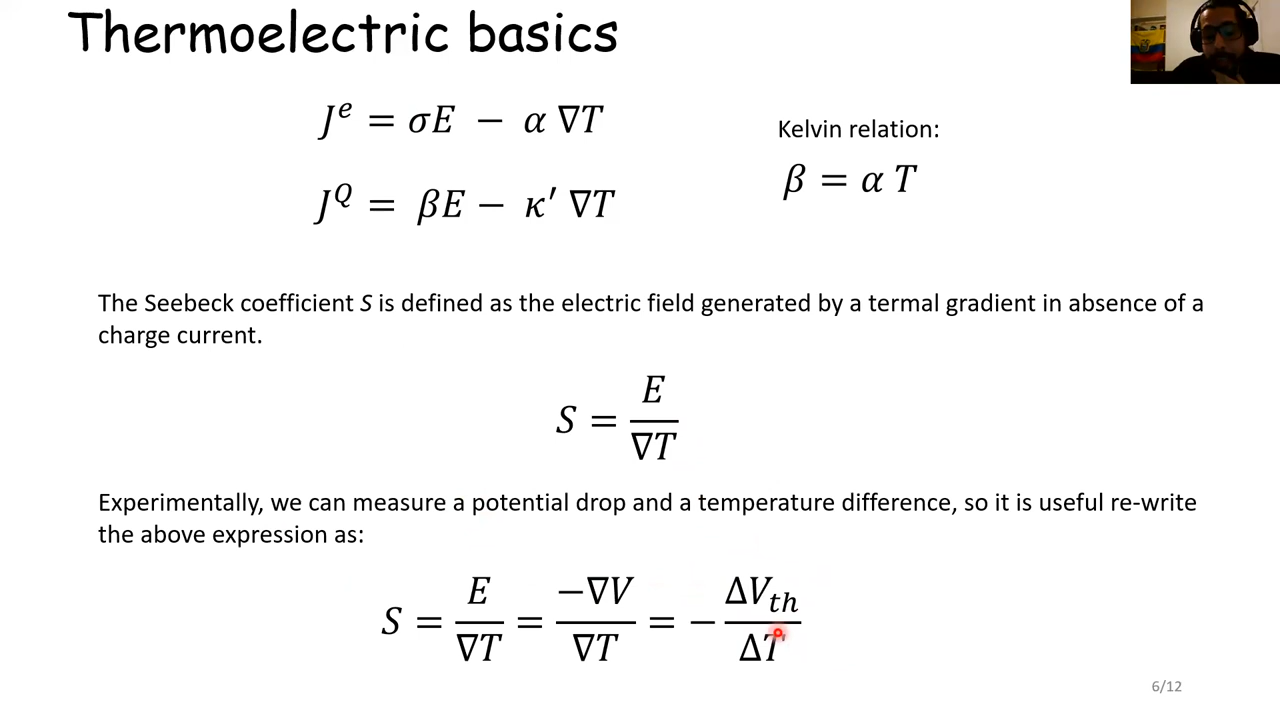 Thermoelectric basics
J^e = σE − α ∇T
Kelvin relation:
β = α T
J^Q = βE − κ′ ∇T
The Seebeck coefficient S is defined as the electric field generated by a termal gradient in absence of a
charge current.
S = E / ∇T
Experimentally, we can measure a potential drop and a temperature difference, so it is useful re-write
the above expression as:
S = E / ∇T = −∇V / ∇T = − ΔV_th / ΔT
6/12